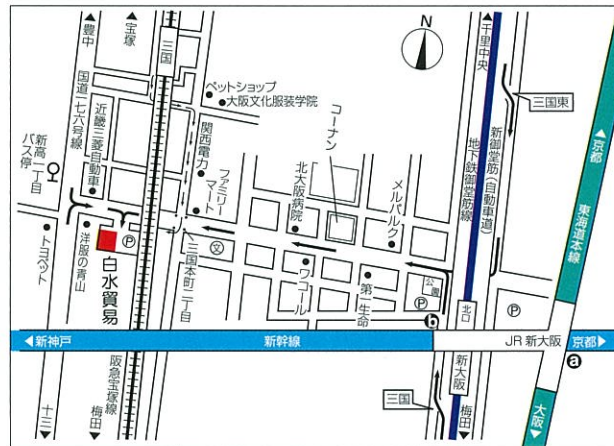 N
▲豊中
▲宝塚
三国
▲千里中央
国道一七六号線
近畿三菱自動車
新高一丁目
バス停
ペットショップ
大阪文化服装学院
コーナン
三国東
新御堂筋(自動車道)
地下鉄御堂筋線
▲京都
東海道本線
関西電力
ファミリーマート
北大阪病院
メルパルク
トヨペット
洋服の青山
P
白水貿易
文
三国本町二丁目
ワコール
第一生命
公園
P
北口
P
b
◀新神戸
新幹線
JR 新大阪
京都▶
a
阪急宝塚線
新大阪
三国
十三▼
梅田▼
梅田▼
大阪▼